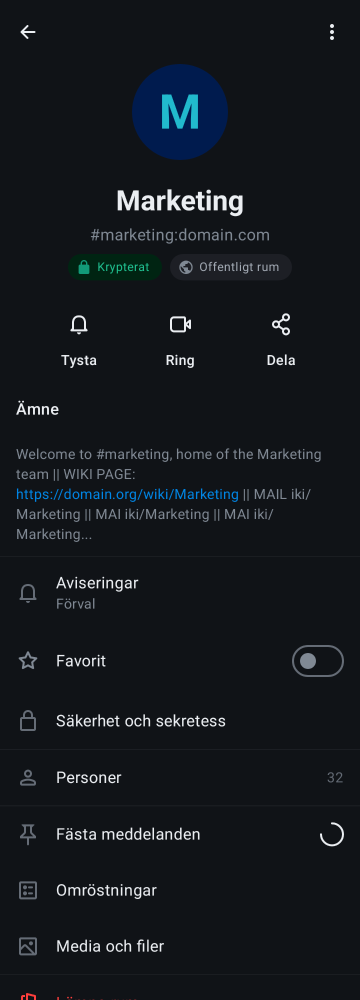 M
Marketing
#marketing:domain.com
Krypterat
Offentligt rum
Tysta
Ring
Dela
Ämne
Welcome to #marketing, home of the Marketing
team || WIKI PAGE:
https://domain.org/wiki/Marketing || MAIL iki/
Marketing || MAI iki/Marketing || MAI iki/
Marketing...
Aviseringar
Förval
Favorit
Säkerhet och sekretess
Personer 32
Fästa meddelanden
Omröstningar
Media och filer